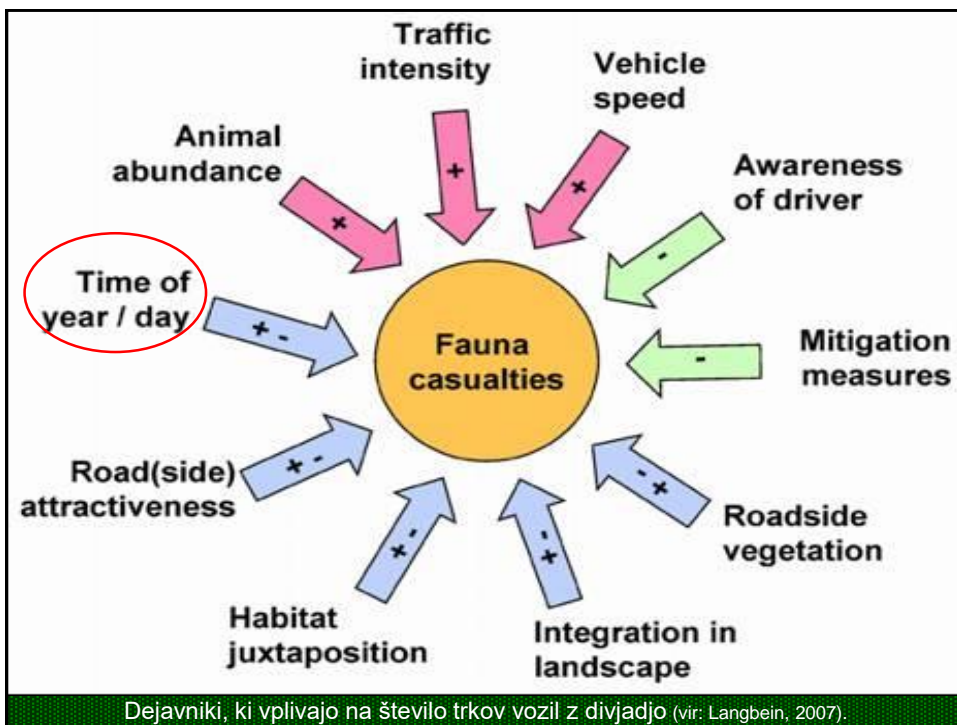 Traffic
intensity
Vehicle
speed
Animal
abundance
Awareness
of driver
+
+
+
-
Time of
year / day
+ -
Fauna
casualties
-
Mitigation
measures
Road(side)
attractiveness
+ -
- +
Roadside
vegetation
+ -
- +
Habitat
juxtaposition
Integration in
landscape
Dejavniki, ki vplivajo na število trkov vozil z divjadjo (vir: Langbein, 2007).